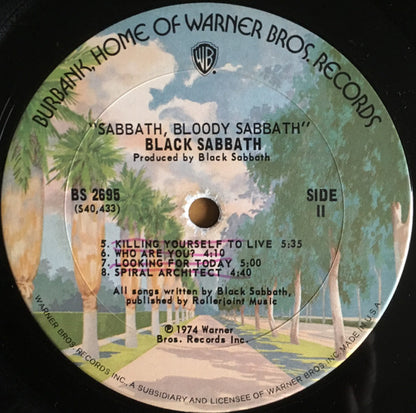 BURBANK, HOME OF WARNER BROS. RECORDS
WB
"SABBATH, BLOODY SABBATH"
BLACK SABBATH
Produced by Black Sabbath
BS 2695
(S40,433)
SIDE
II
5. KILLING YOURSELF TO LIVE 5:35
6. WHO ARE YOU? 4:10
7. LOOKING FOR TODAY 5:00
8. SPIRAL ARCHITECT 4:40
All songs written by Black Sabbath,
published by Rollerjoint Music
℗1974 Warner
Bros. Records Inc.
WARNER BROS. RECORDS INC., A SUBSIDIARY AND LICENSEE OF WARNER BROS. INC. MADE IN U.S.A.